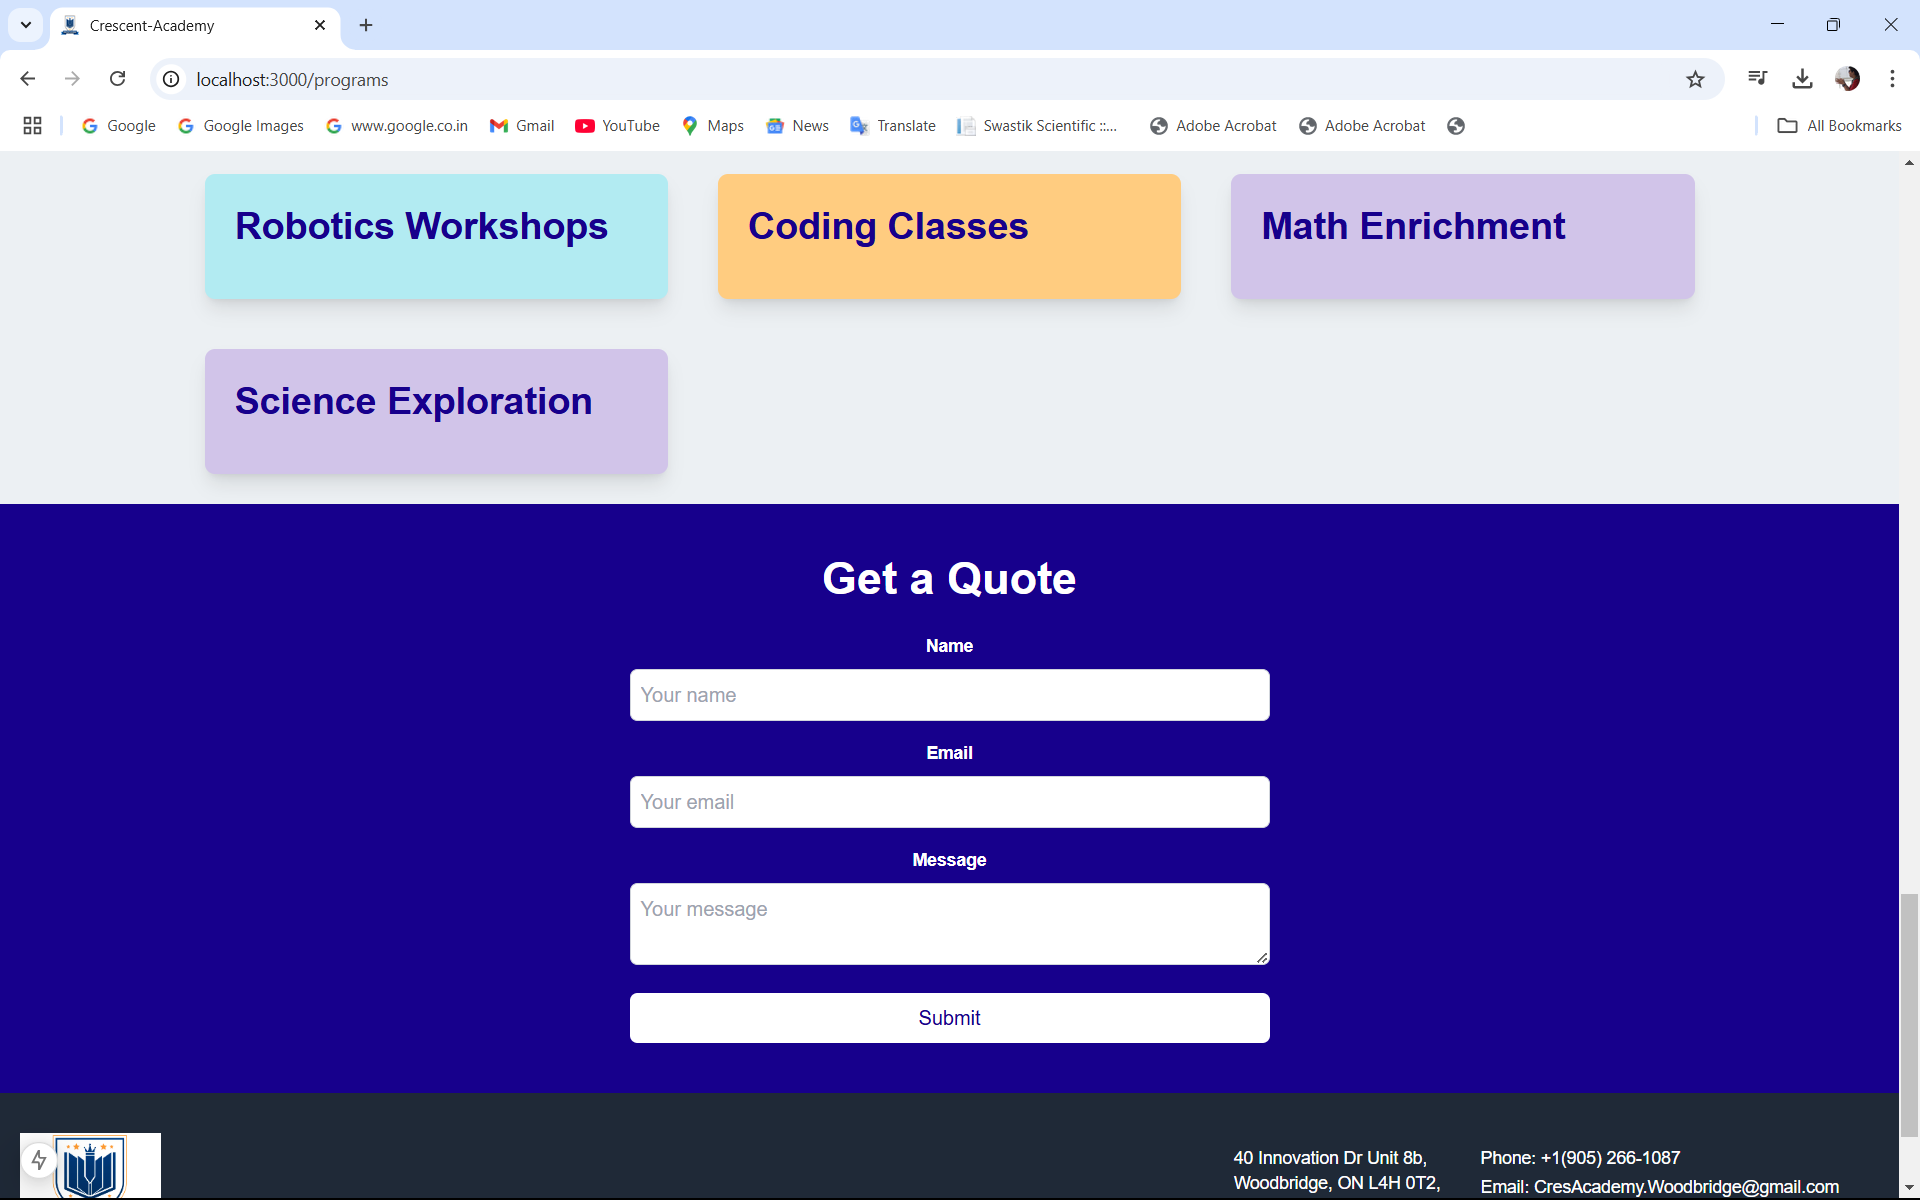 Crescent-Academy
localhost:3000/programs
Google
Google Images
www.google.co.in
Gmail
YouTube
Maps
News
Translate
Swastik Scientific ::...
Adobe Acrobat
Adobe Acrobat
All Bookmarks
Robotics Workshops
Coding Classes
Math Enrichment
Science Exploration
Get a Quote
Name
Your name
Email
Your email
Message
Your message
Submit
40 Innovation Dr Unit 8b,
Woodbridge, ON L4H 0T2,
Phone: +1(905) 266-1087
Email: CresAcademy.Woodbridge@gmail.com